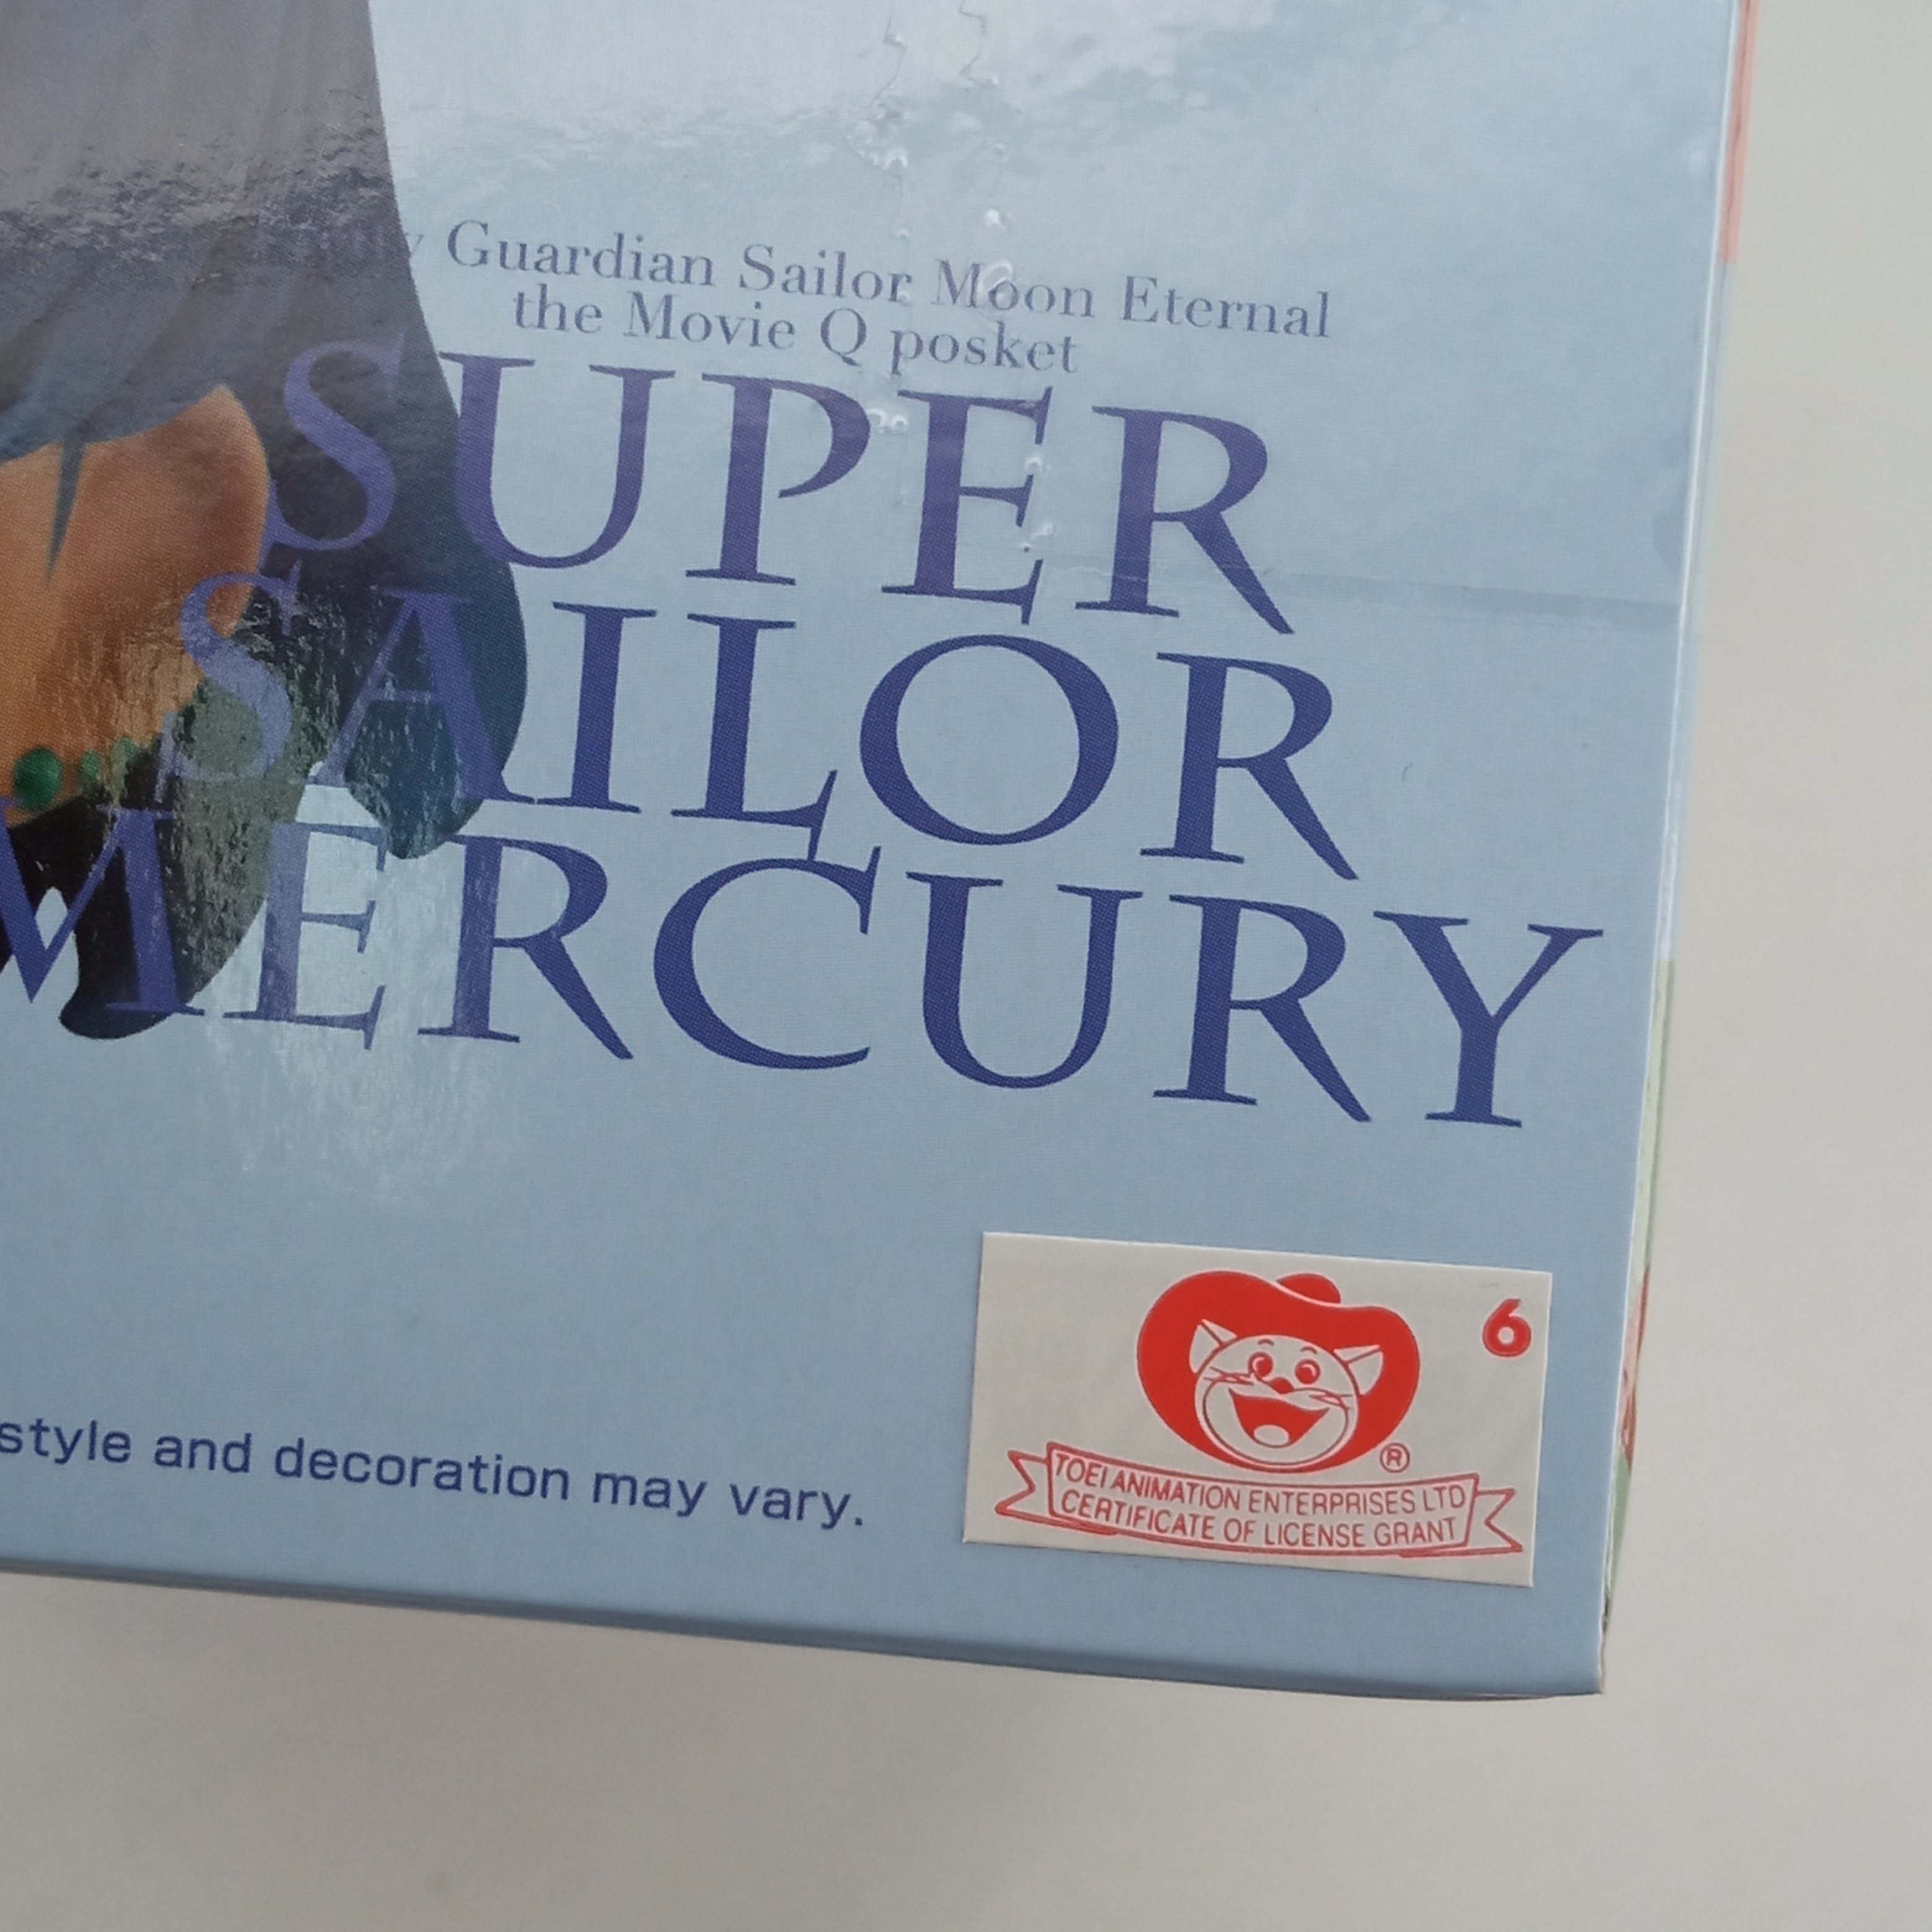 Guardian Sailor Moon Eternal
the Movie Q posket
SUPER
SAILOR
MERCURY
6
®
TOEI ANIMATION ENTERPRISES LTD
CERTIFICATE OF LICENSE GRANT
style and decoration may vary.